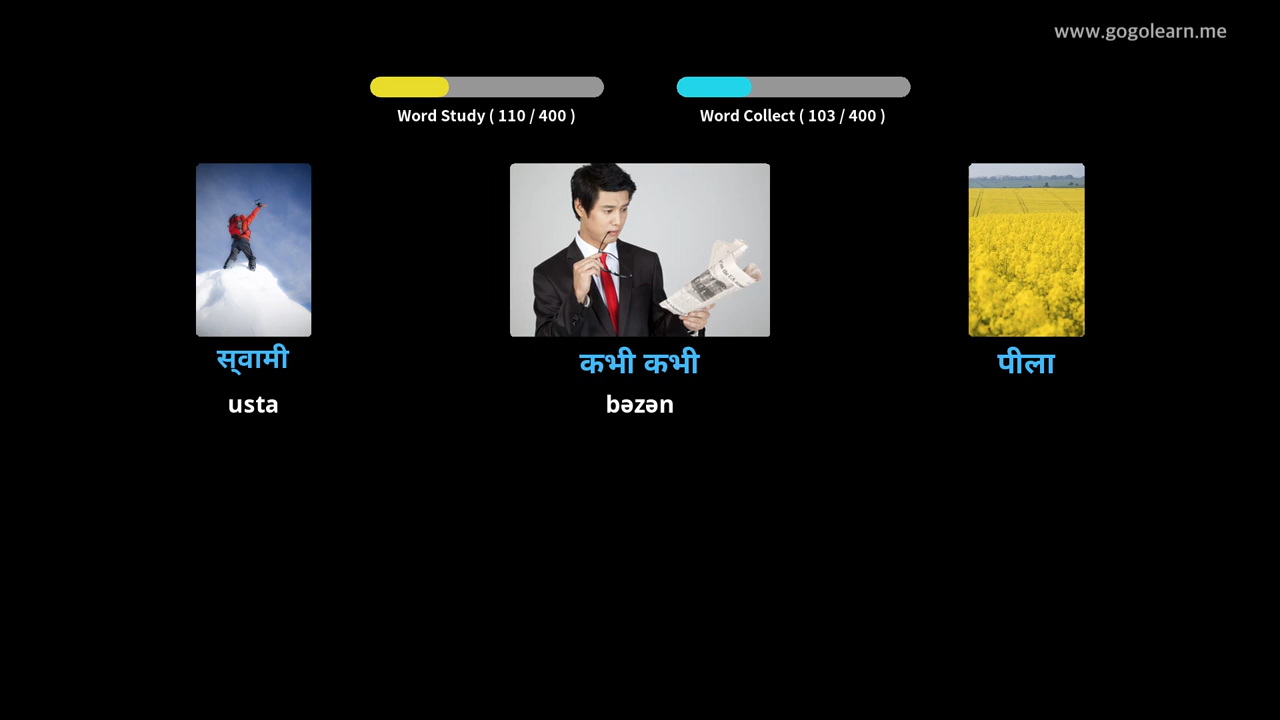 www.gogolearn.me
Word Study ( 110 / 400 )
Word Collect ( 103 / 400 )
स्वामी
कभी कभी
पीला
usta
bəzən